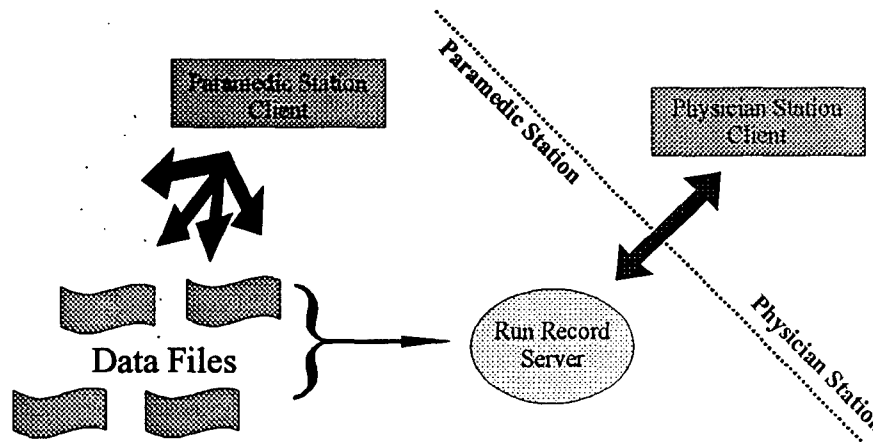 Paramedic Station
Client
Paramedic Station
Physician Station
Client
Data Files
Run Record
Server
Physician Station